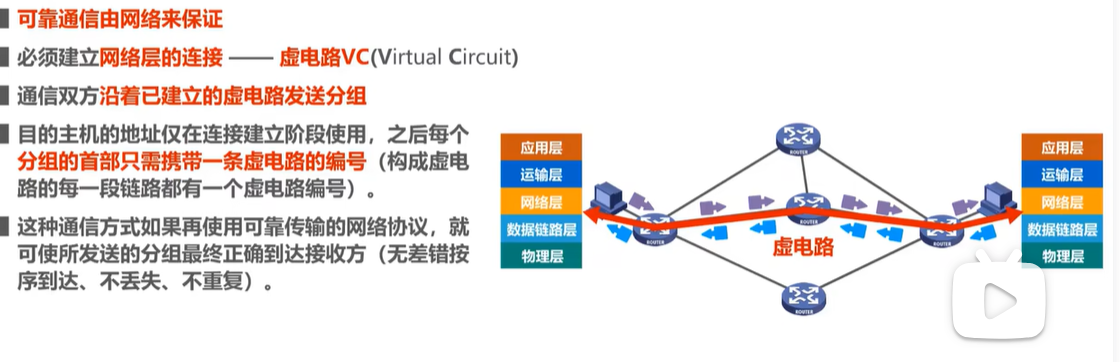 可靠通信由网络来保证
必须建立网络层的连接 —— 虚电路VC(Virtual Circuit)
通信双方沿着已建立的虚电路发送分组
目的主机的地址仅在连接建立阶段使用，之后每个
分组的首部只需携带一条虚电路的编号（构成虚电
路的每一段链路都有一个虚电路编号）。
这种通信方式如果再使用可靠传输的网络协议，就
可使所发送的分组最终正确到达接收方（无差错按
序到达、不丢失、不重复）。
应用层
运输层
网络层
数据链路层
物理层
ROUTER
ROUTER
ROUTER
虚电路
ROUTER
ROUTER
应用层
运输层
网络层
数据链路层
物理层